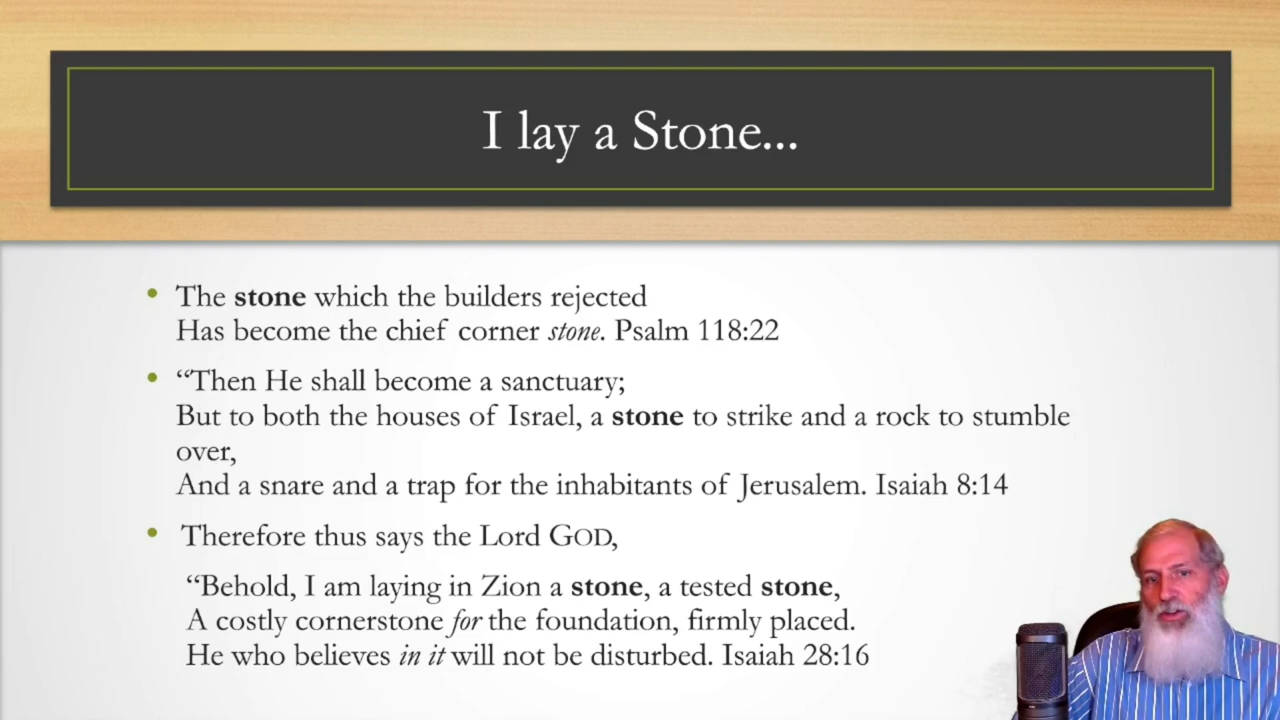 I lay a Stone...
• The stone which the builders rejected
Has become the chief corner stone. Psalm 118:22
• “Then He shall become a sanctuary;
But to both the houses of Israel, a stone to strike and a rock to stumble
over,
And a snare and a trap for the inhabitants of Jerusalem. Isaiah 8:14
• Therefore thus says the Lord GOD,
“Behold, I am laying in Zion a stone, a tested stone,
A costly cornerstone for the foundation, firmly placed.
He who believes in it will not be disturbed. Isaiah 28:16